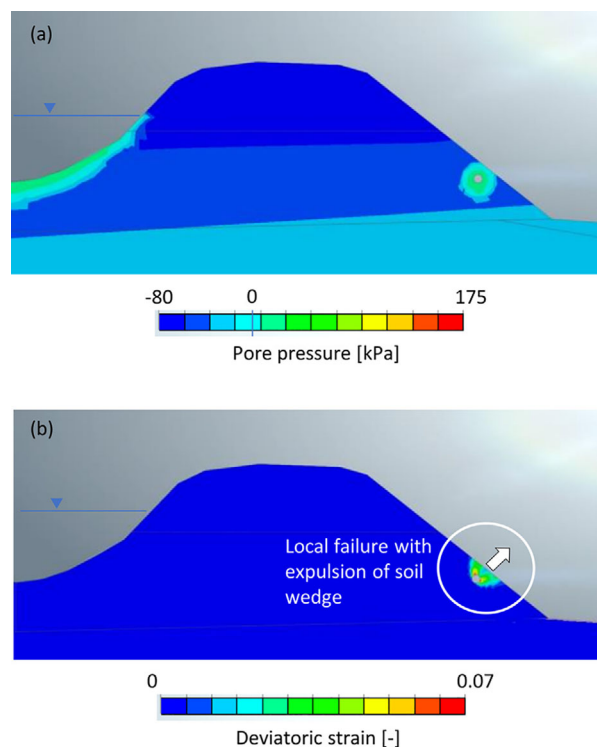 (a)
-80 0 175
Pore pressure [kPa]
(b)
Local failure with
expulsion of soil
wedge
0 0.07
Deviatoric strain [-]